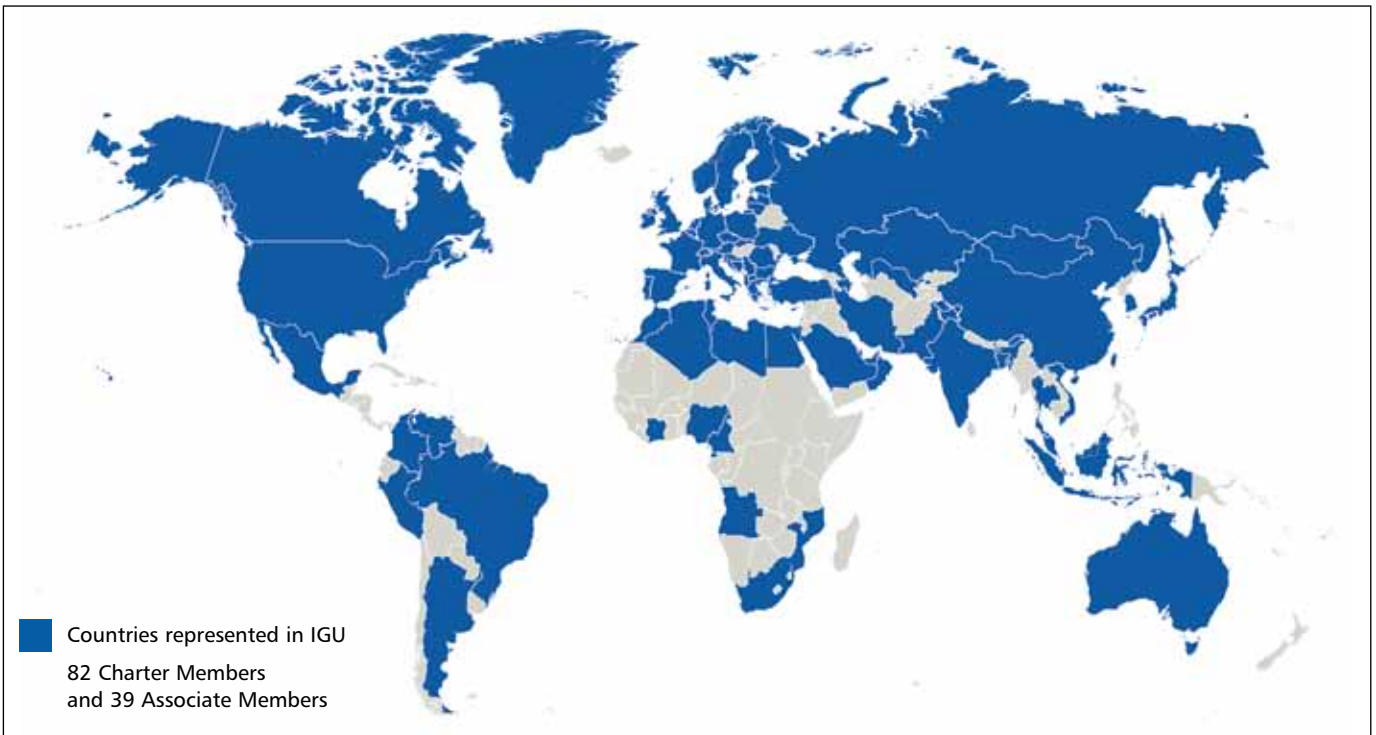 Countries represented in IGU
82 Charter Members
and 39 Associate Members